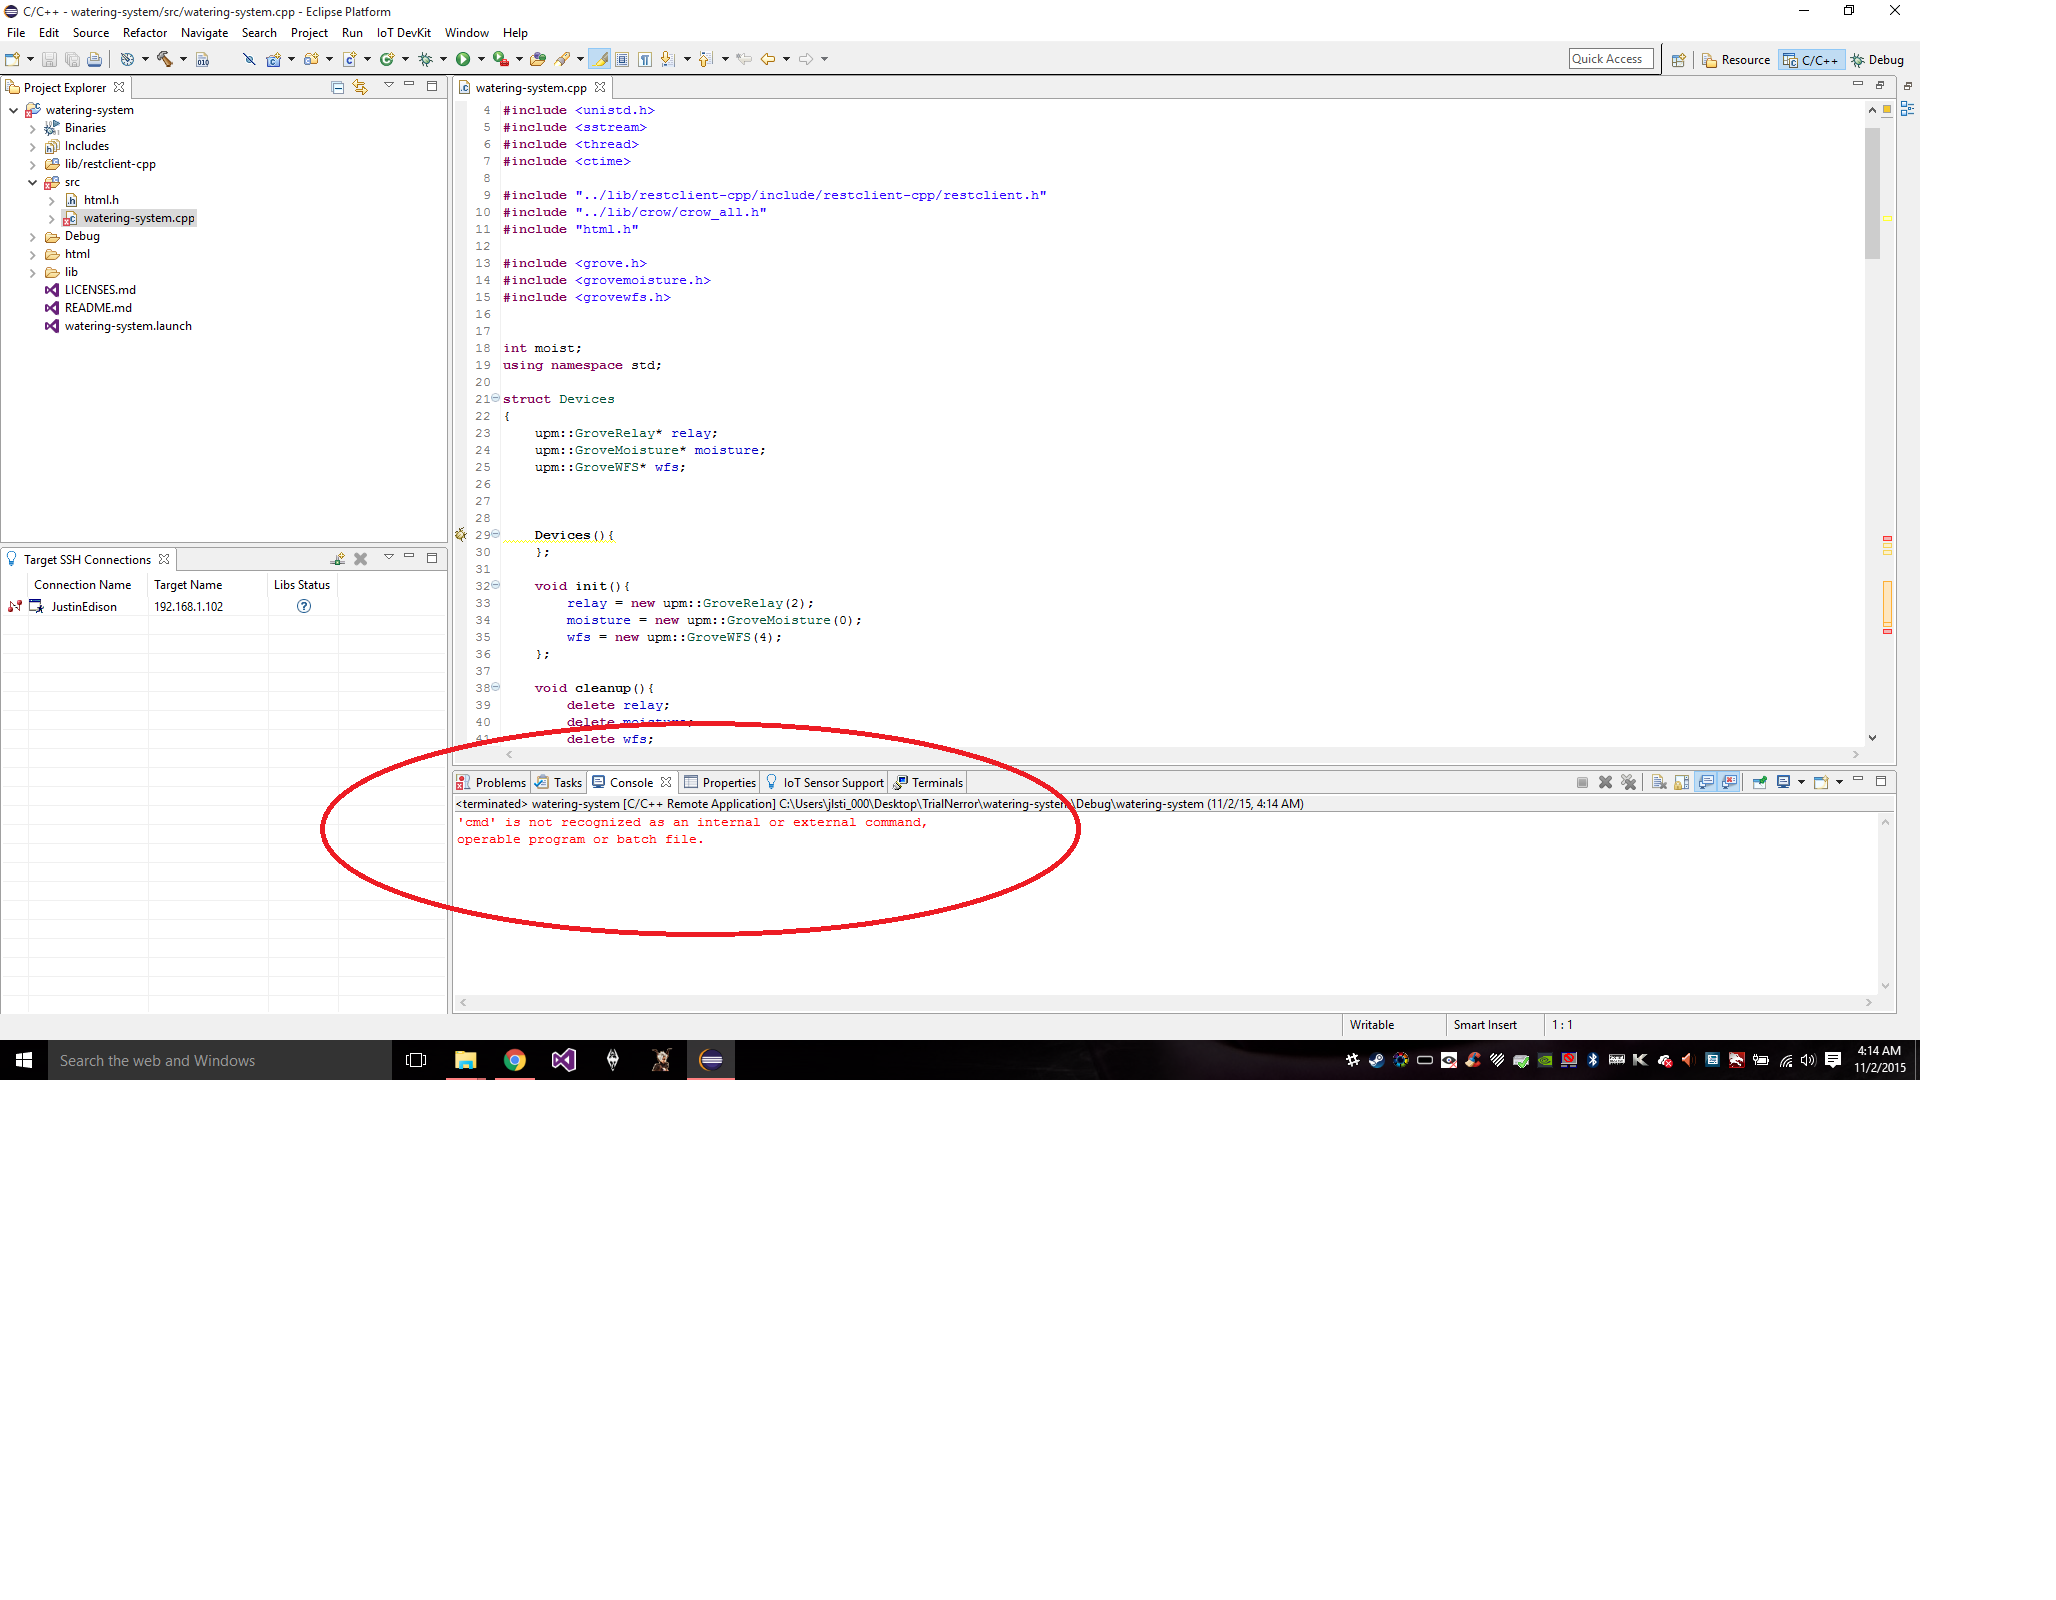 C/C++ - watering-system/src/watering-system.cpp - Eclipse Platform
File Edit Source Refactor Navigate Search Project Run IoT DevKit Window Help
Quick Access Resource C/C++ Debug
Project Explorer
watering-system
Binaries
Includes
lib/restclient-cpp
src
html.h
watering-system.cpp
Debug
html
lib
LICENSES.md
README.md
watering-system.launch
Target SSH Connections
Connection Name Target Name Libs Status
JustinEdison 192.168.1.102
watering-system.cpp
4 #include <unistd.h>
5 #include <sstream>
6 #include <thread>
7 #include <ctime>
8
9 #include "../lib/restclient-cpp/include/restclient-cpp/restclient.h"
10 #include "../lib/crow/crow_all.h"
11 #include "html.h"
12
13 #include <grove.h>
14 #include <grovemoisture.h>
15 #include <grovewfs.h>
16
17
18 int moist;
19 using namespace std;
20
21 struct Devices
22 {
23 upm::GroveRelay* relay;
24 upm::GroveMoisture* moisture;
25 upm::GroveWFS* wfs;
26
27
28
29 Devices(){
30 };
31
32 void init(){
33 relay = new upm::GroveRelay(2);
34 moisture = new upm::GroveMoisture(0);
35 wfs = new upm::GroveWFS(4);
36 };
37
38 void cleanup(){
39 delete relay;
40 delete moisture;
41 delete wfs;
Problems Tasks Console Properties IoT Sensor Support Terminals
<terminated> watering-system [C/C++ Remote Application] C:\Users\jlsti_000\Desktop\TrialNerror\watering-system\Debug\watering-system (11/2/15, 4:14 AM)
'cmd' is not recognized as an internal or external command,
operable program or batch file.
Writable Smart Insert 1 : 1
Search the web and Windows
4:14 AM
11/2/2015